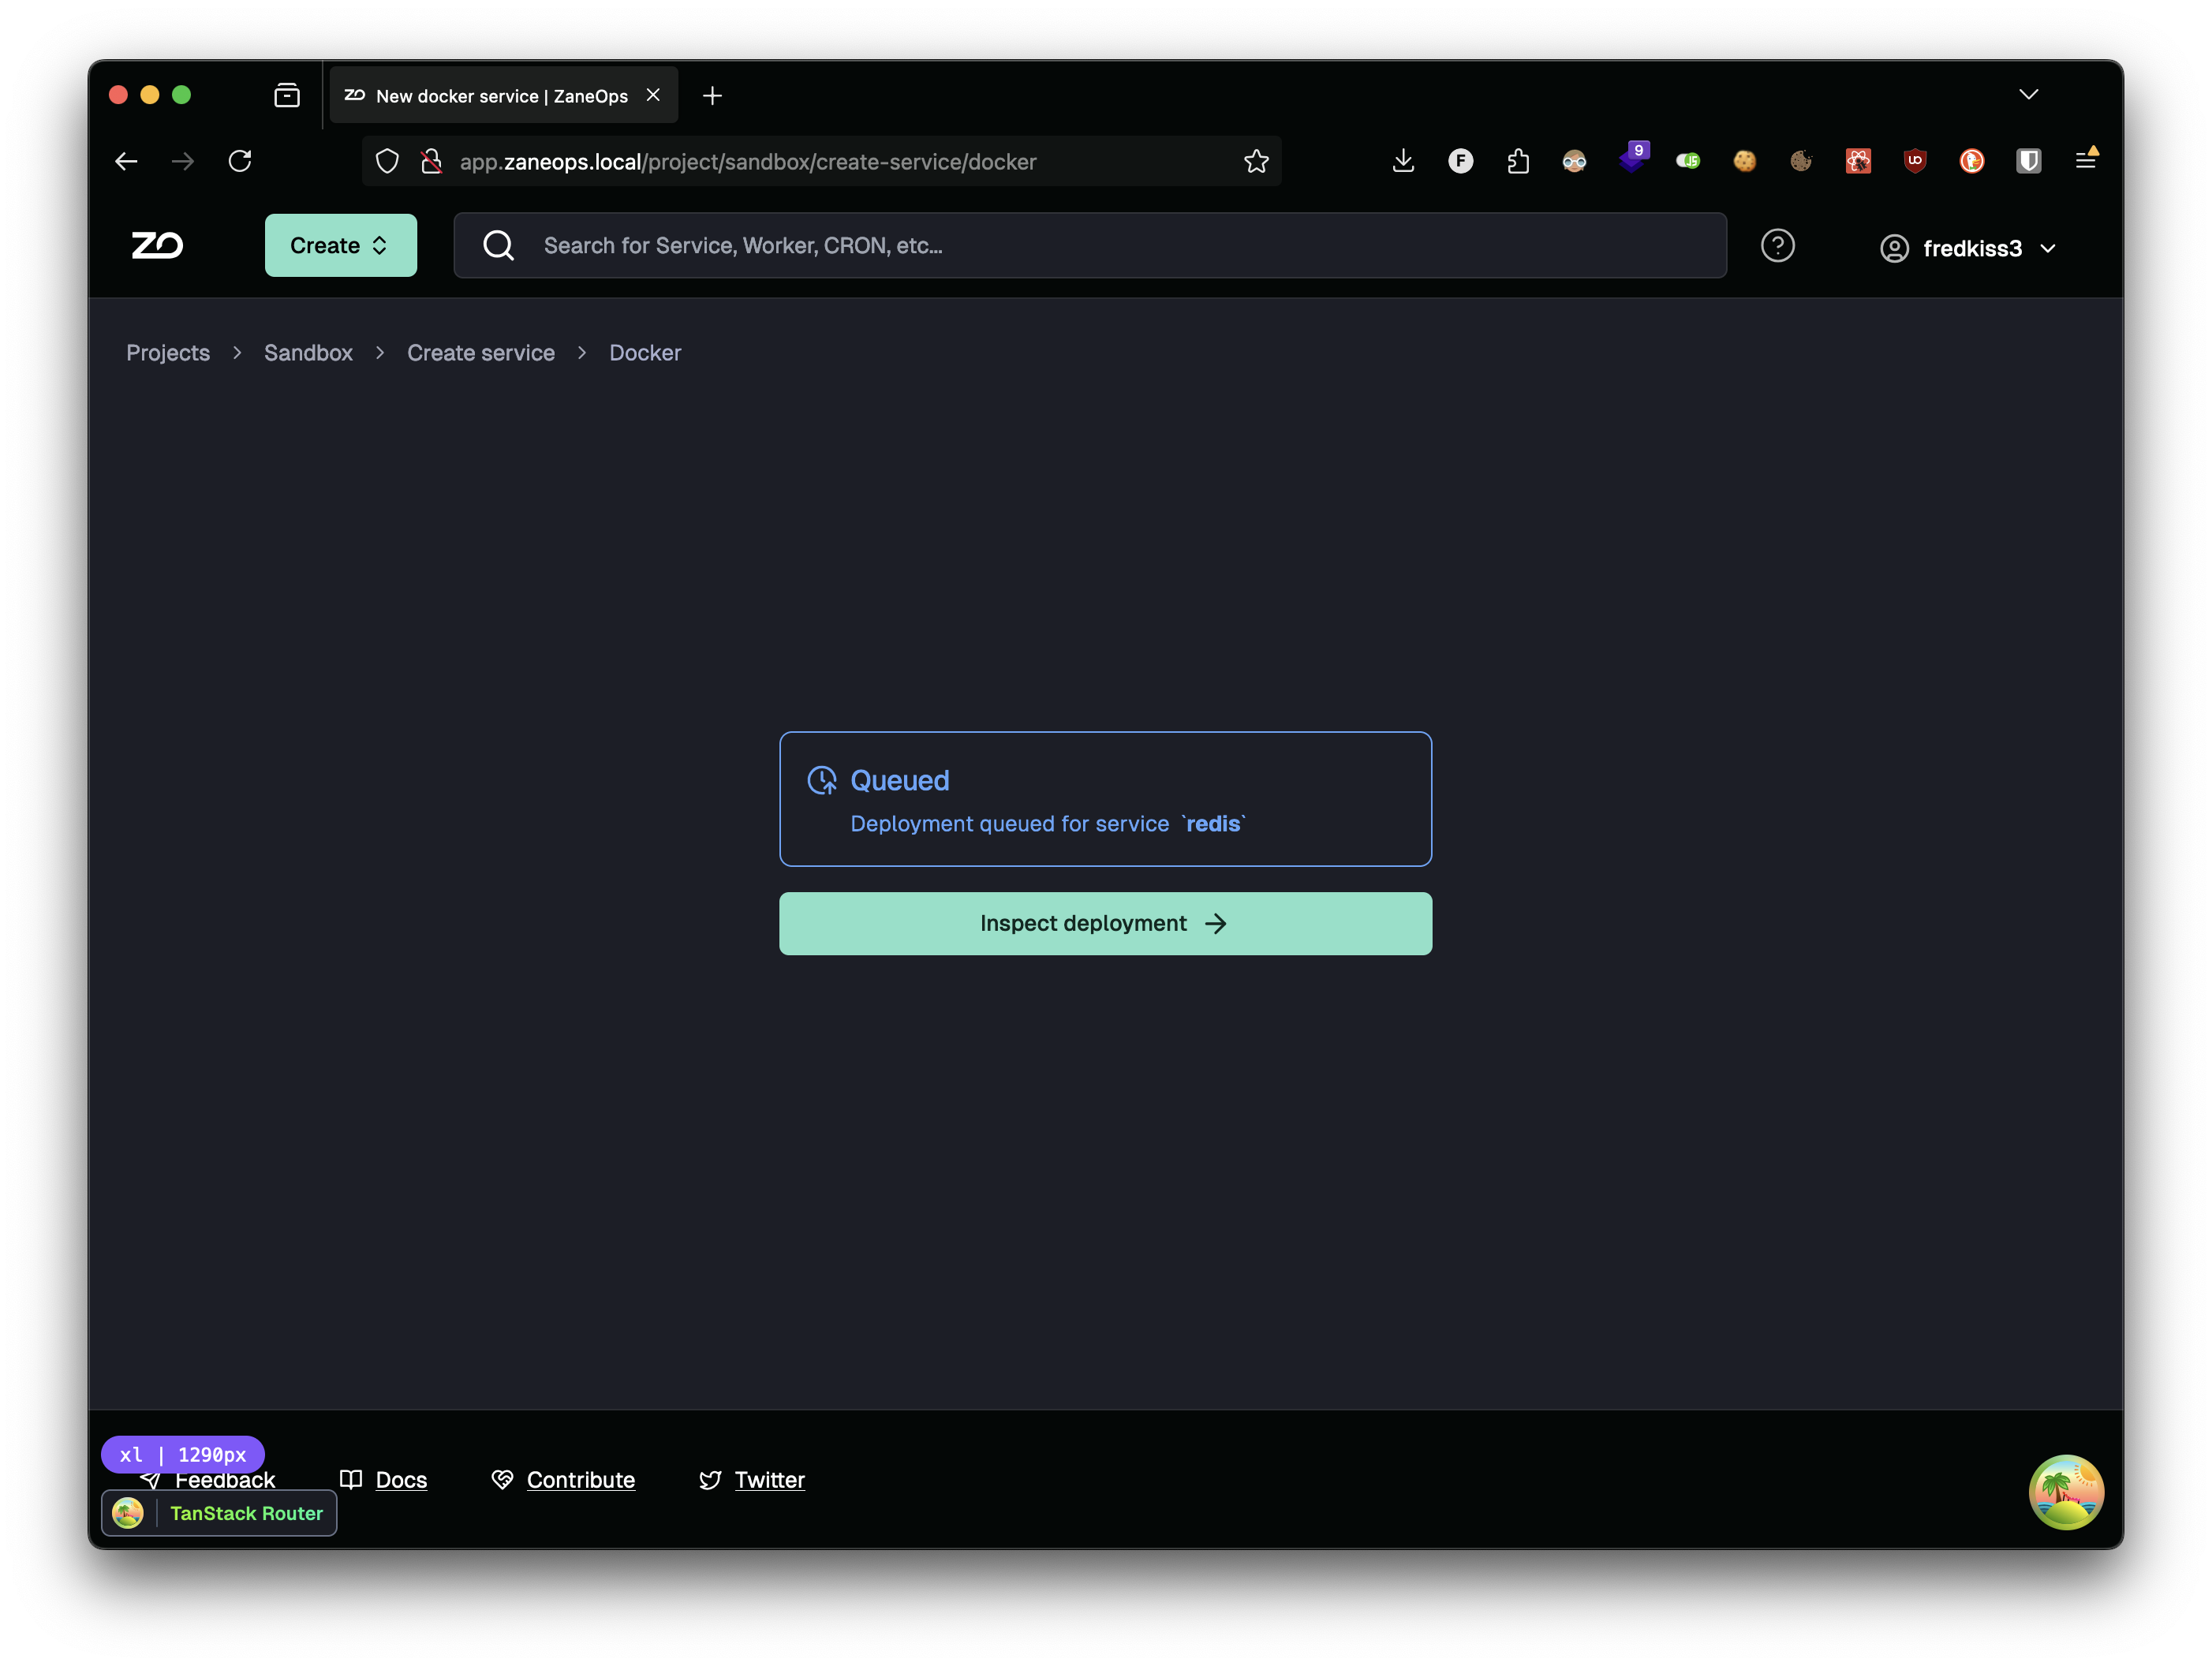 New docker service | ZaneOps
app.zaneops.local/project/sandbox/create-service/docker
F
9
JS
UO
ZO
Create
Search for Service, Worker, CRON, etc...
?
fredkiss3
Projects > Sandbox > Create service > Docker
Queued
Deployment queued for service `redis`
Inspect deployment →
xl | 1290px
Feedback
Docs
Contribute
Twitter
TanStack Router